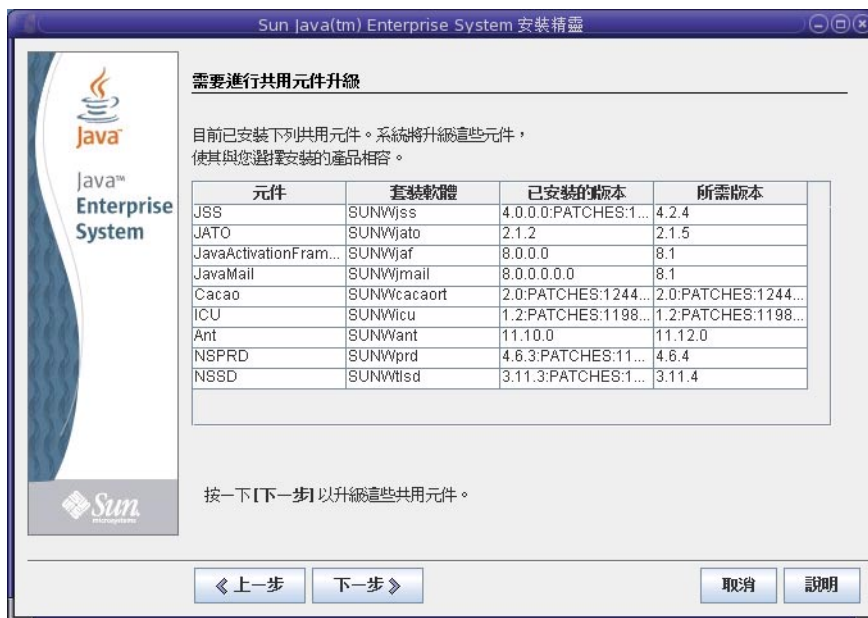 Sun Java(tm) Enterprise System 安裝精靈
Java™
Java™
Enterprise
System
Sun
microsystems
需要進行共用元件升級
目前已安裝下列共用元件。系統將升級這些元件，
使其與您選擇安裝的產品相容。
元件 套裝軟體 已安裝的版本 所需版本
JSS SUNWjss 4.0.0.0:PATCHES:1... 4.2.4
JATO SUNWjato 2.1.2 2.1.5
JavaActivationFram... SUNWjaf 8.0.0.0 8.1
JavaMail SUNWjmail 8.0.0.0.0.0 8.1
Cacao SUNWcacaort 2.0:PATCHES:1244... 2.0:PATCHES:1244...
ICU SUNWicu 1.2:PATCHES:1198... 1.2:PATCHES:1198...
Ant SUNWant 11.10.0 11.12.0
NSPRD SUNWprd 4.6.3:PATCHES:11... 4.6.4
NSSD SUNWtlsd 3.11.3:PATCHES:1... 3.11.4
按一下 [下一步] 以升級這些共用元件。
上一步 下一步 取消 說明